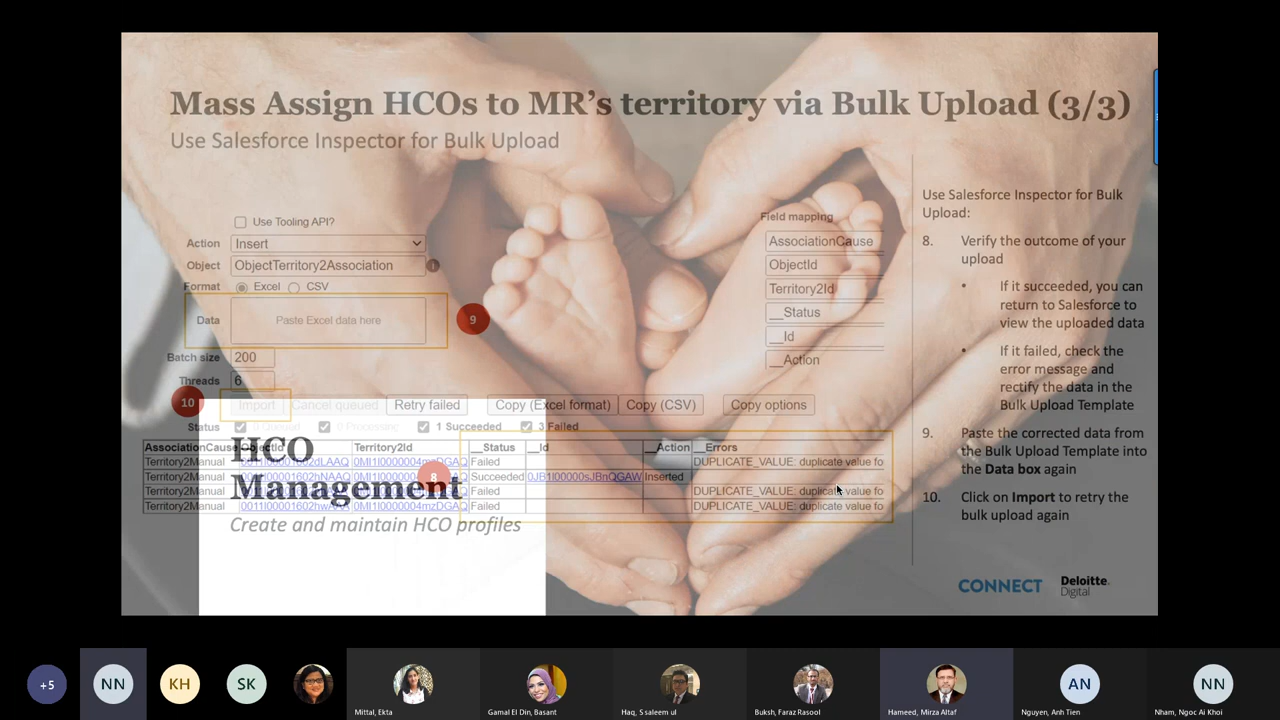 Mass Assign HCOs to MR's territory via Bulk Upload (3/3)
Use Salesforce Inspector for Bulk Upload
Use Tooling API?
Action Insert
Object ObjectTerritory2Association
Format Excel CSV
Data Paste Excel data here
9
Batch size 200
Threads 6
10
Import Cancel queued Retry failed Copy (Excel format) Copy (CSV) Copy options
Status 0 Queued 0 Processing 1 Succeeded 3 Failed
Field mapping
AssociationCause
ObjectId
Territory2Id
__Status
__Id
__Action
AssociationCause ObjectId Territory2Id __Status __Id __Action __Errors
Territory2Manual Failed DUPLICATE_VALUE: duplicate value fo
Territory2Manual Succeeded 0JB1I00000sJBnQGAW Inserted
Territory2Manual Failed DUPLICATE_VALUE: duplicate value fo
Territory2Manual Failed DUPLICATE_VALUE: duplicate value fo
8
HCO
Management
Create and maintain HCO profiles
Use Salesforce Inspector for Bulk
Upload:
8. Verify the outcome of your
upload
• If it succeeded, you can
return to Salesforce to
view the uploaded data
• If it failed, check the
error message and
rectify the data in the
Bulk Upload Template
9. Paste the corrected data from
the Bulk Upload Template into
the Data box again
10. Click on Import to retry the
bulk upload again
CONNECT Deloitte.
Digital
+5 NN KH SK AN NN
Mittal, Ekta
Gamal El Din, Basant
Haq, S saleem ul
Buksh, Faraz Rasool
Hameed, Mirza Altaf
Nguyen, Anh Tien
Nham, Ngoc Ai Khoi